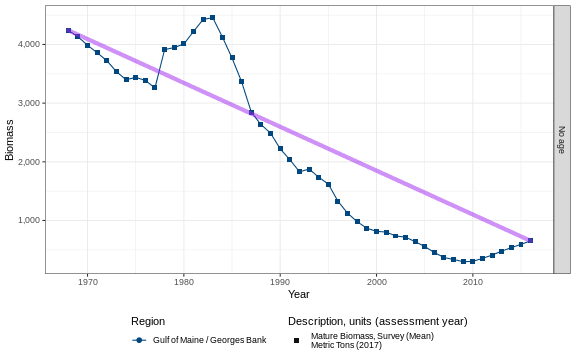 Biomass
4,000
3,000
2,000
1,000
No age
1970
1980
1990
2000
2010
Year
Region
Gulf of Maine / Georges Bank
Description, units (assessment year)
Mature Biomass, Survey (Mean)
Metric Tons (2017)